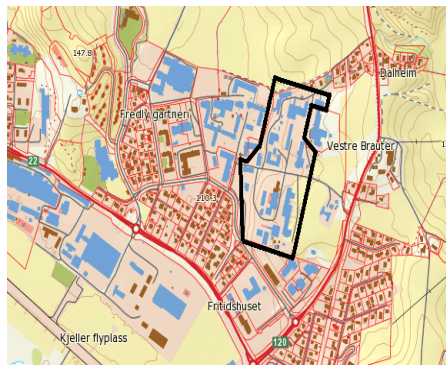 147.8
Dalheim
Fredly gartneri
Vestre Brauter
22
110.3
Fritidshuset
Kjeller flyplass
120